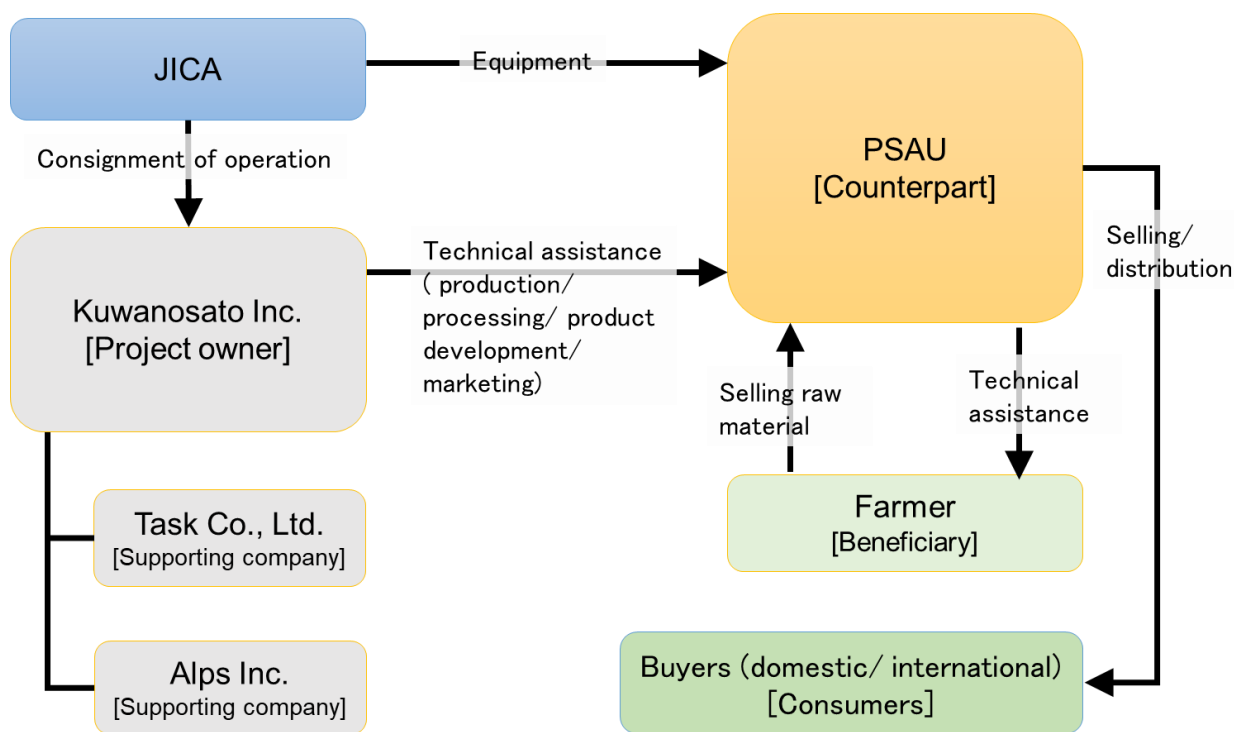 JICA
Equipment
PSAU
[Counterpart]
Consignment of operation
Kuwanosato Inc.
[Project owner]
Technical assistance
( production/
processing/ product
development/
marketing)
Selling/
distribution
Selling raw
material
Technical
assistance
Task Co., Ltd.
[Supporting company]
Farmer
[Beneficiary]
Alps Inc.
[Supporting company]
Buyers (domestic/ international)
[Consumers]